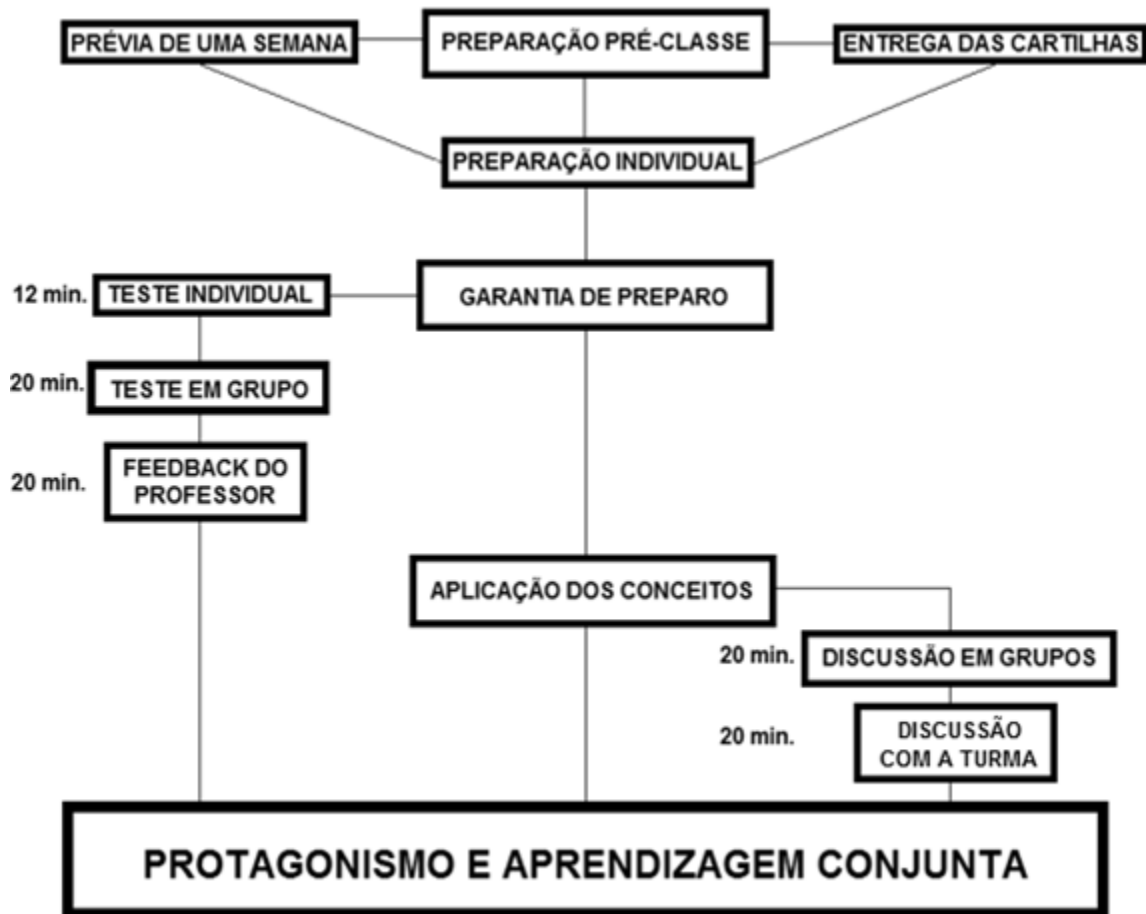 PRÉVIA DE UMA SEMANA
PREPARAÇÃO PRÉ-CLASSE
ENTREGA DAS CARTILHAS
PREPARAÇÃO INDIVIDUAL
12 min.
TESTE INDIVIDUAL
GARANTIA DE PREPARO
20 min.
TESTE EM GRUPO
20 min.
FEEDBACK DO
PROFESSOR
APLICAÇÃO DOS CONCEITOS
20 min.
DISCUSSÃO EM GRUPOS
20 min.
DISCUSSÃO
COM A TURMA
PROTAGONISMO E APRENDIZAGEM CONJUNTA